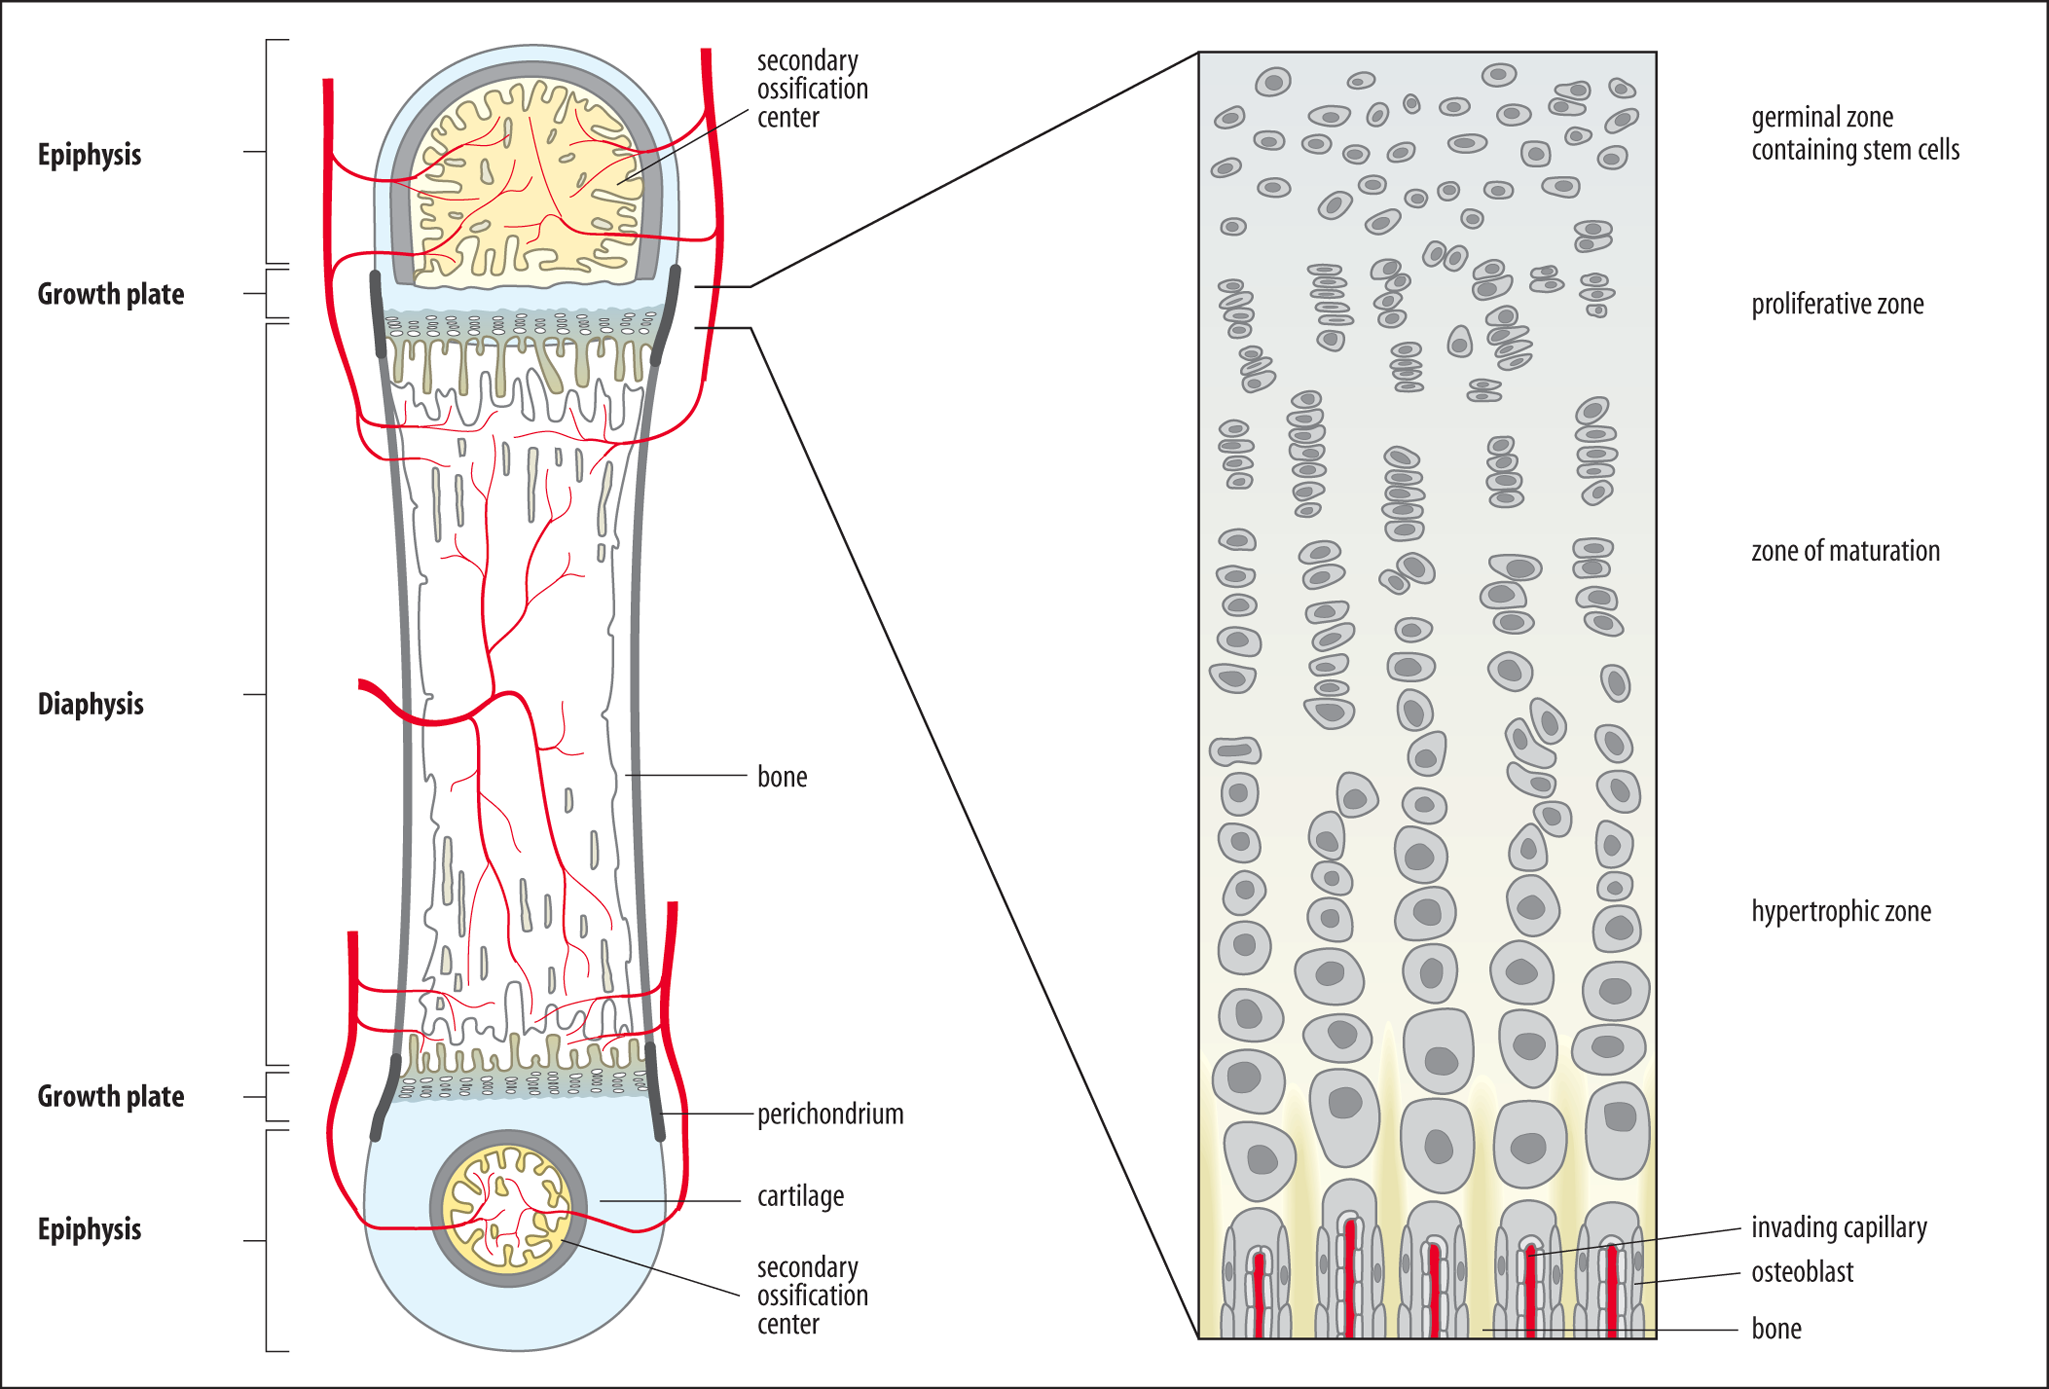 Epiphysis
Growth plate
Diaphysis
Growth plate
Epiphysis
secondary
ossification
center
bone
perichondrium
cartilage
secondary
ossification
center
germinal zone
containing stem cells
proliferative zone
zone of maturation
hypertrophic zone
invading capillary
osteoblast
bone